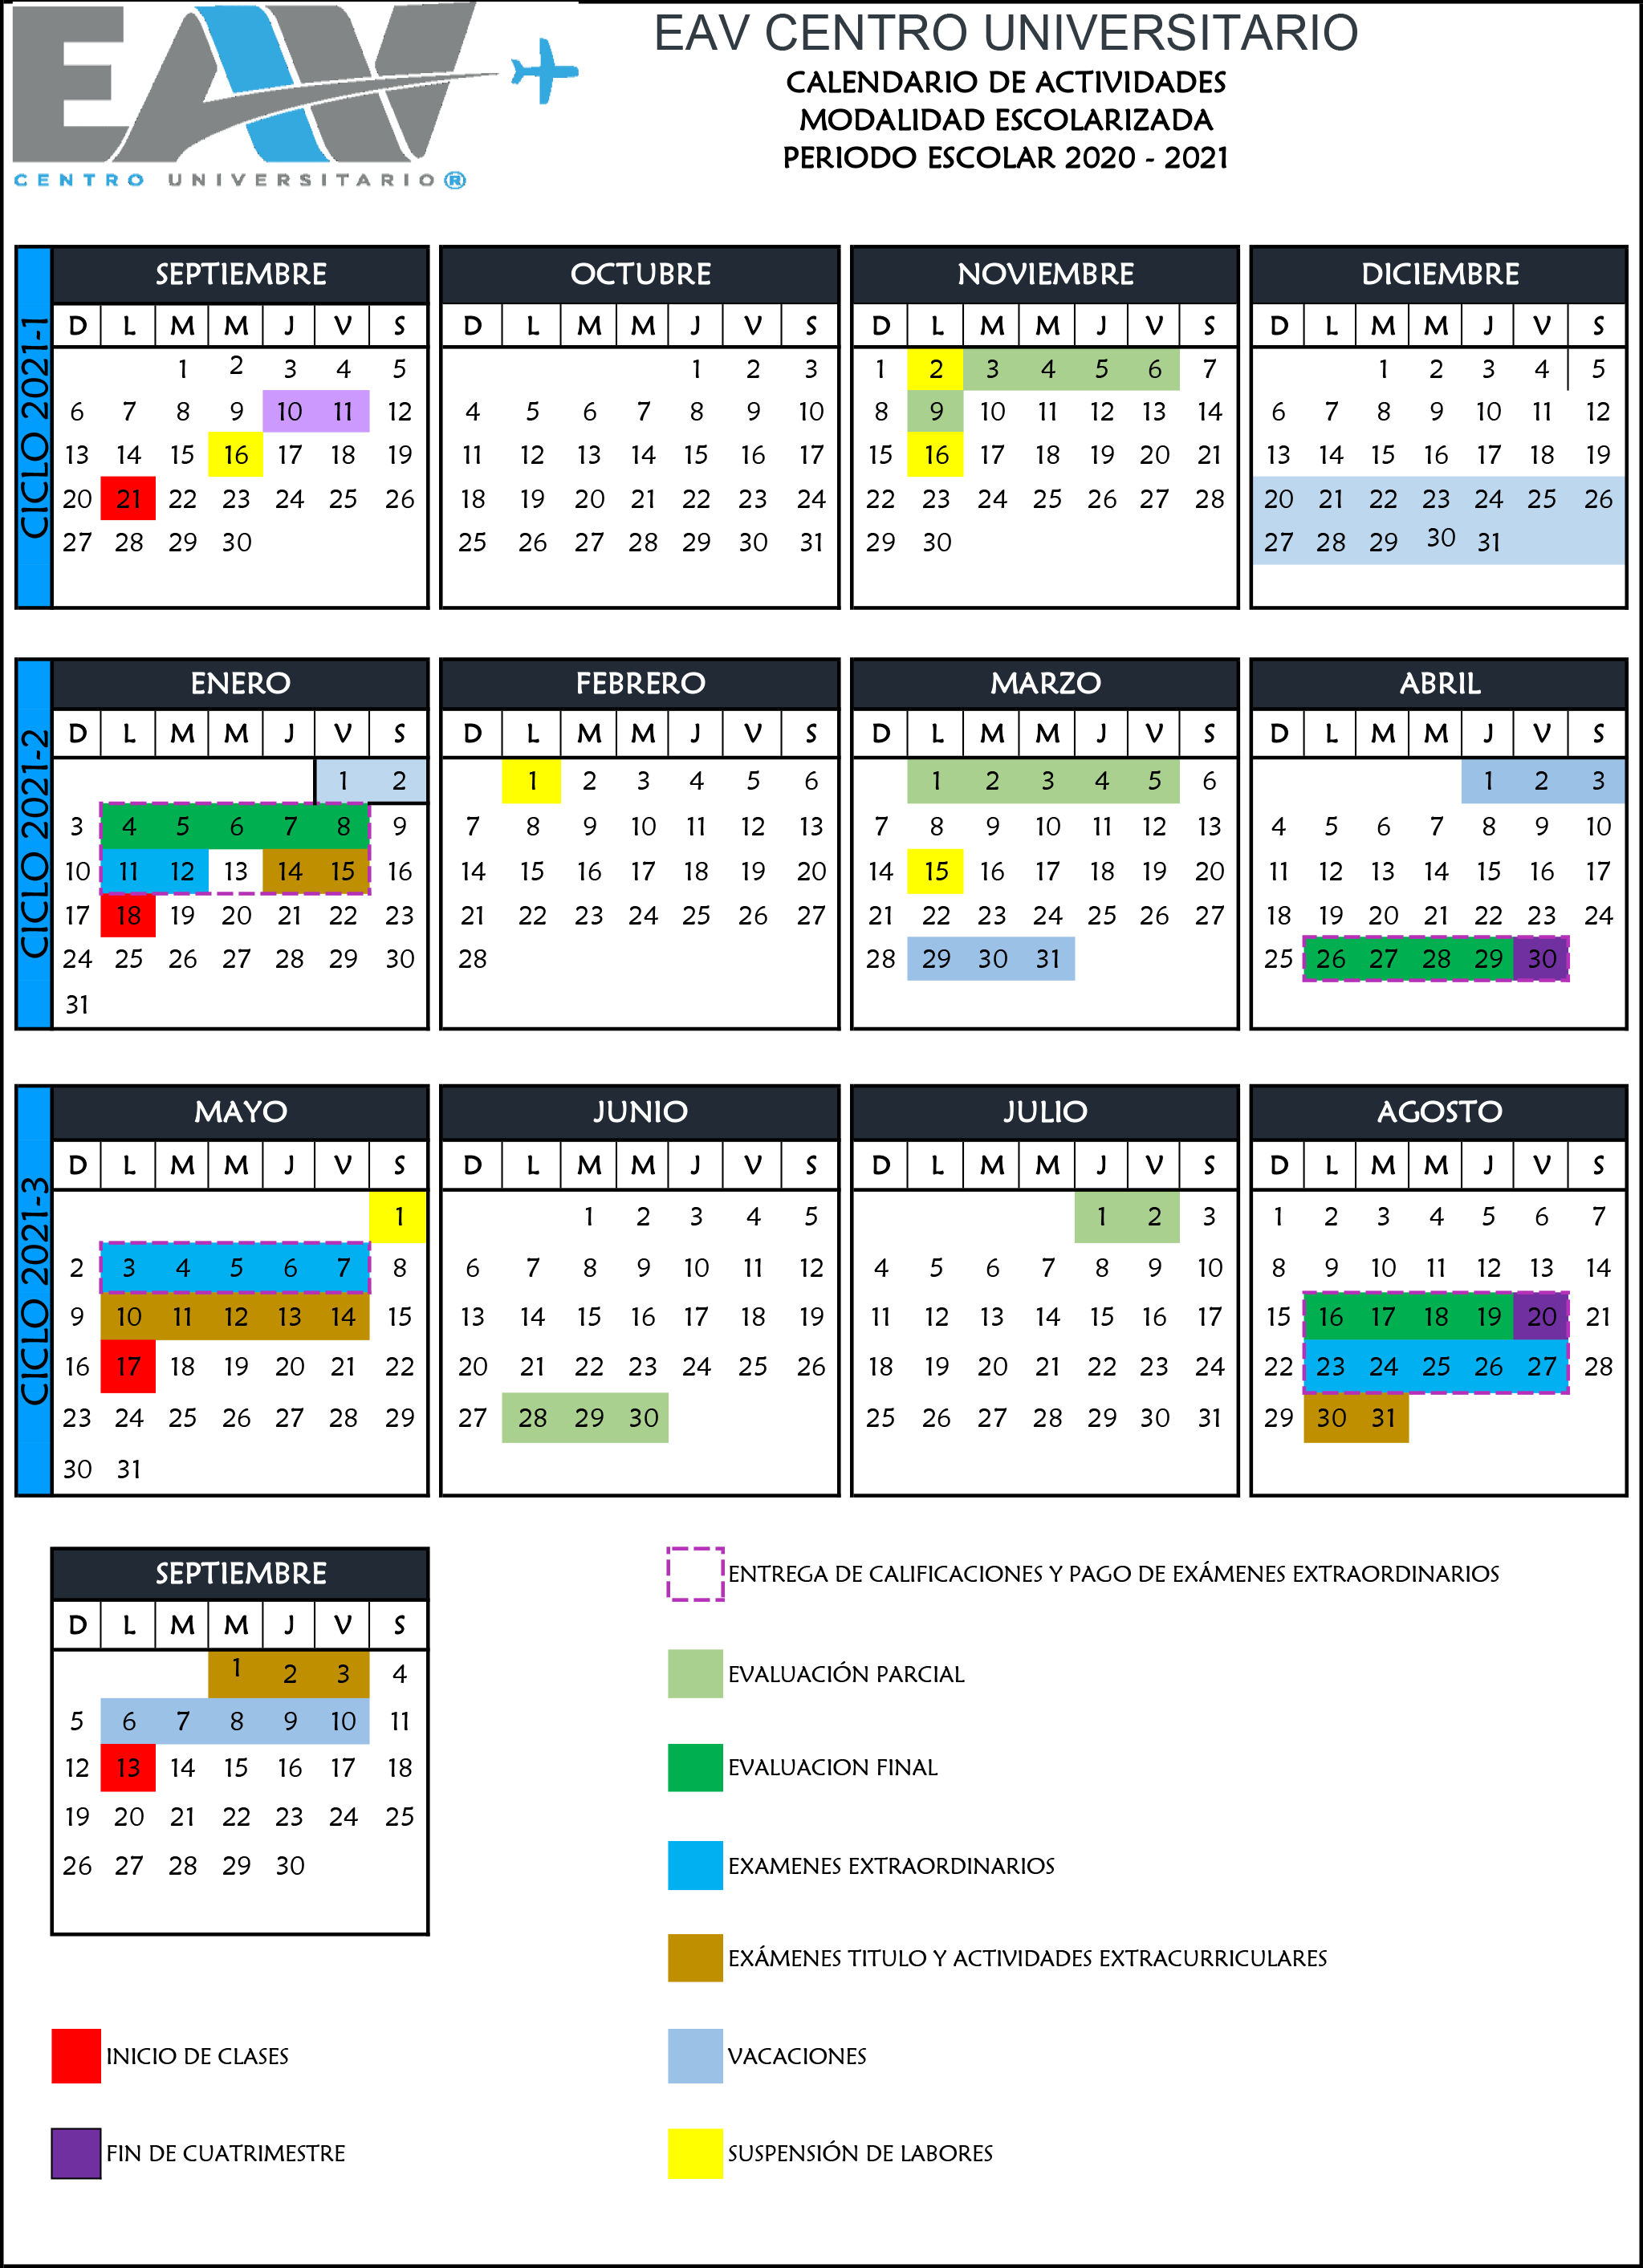 EAV
CENTRO UNIVERSITARIO®
EAV CENTRO UNIVERSITARIO
CALENDARIO DE ACTIVIDADES
MODALIDAD ESCOLARIZADA
PERIODO ESCOLAR 2020 - 2021
CICLO 2021-1
SEPTIEMBRE
D L M M J V S
1 2 3 4 5
6 7 8 9 10 11 12
13 14 15 16 17 18 19
20 21 22 23 24 25 26
27 28 29 30
OCTUBRE
D L M M J V S
1 2 3
4 5 6 7 8 9 10
11 12 13 14 15 16 17
18 19 20 21 22 23 24
25 26 27 28 29 30 31
NOVIEMBRE
D L M M J V S
1 2 3 4 5 6 7
8 9 10 11 12 13 14
15 16 17 18 19 20 21
22 23 24 25 26 27 28
29 30
DICIEMBRE
D L M M J V S
1 2 3 4 5
6 7 8 9 10 11 12
13 14 15 16 17 18 19
20 21 22 23 24 25 26
27 28 29 30 31
CICLO 2021-2
ENERO
D L M M J V S
1 2
3 4 5 6 7 8 9
10 11 12 13 14 15 16
17 18 19 20 21 22 23
24 25 26 27 28 29 30
31
FEBRERO
D L M M J V S
1 2 3 4 5 6
7 8 9 10 11 12 13
14 15 16 17 18 19 20
21 22 23 24 25 26 27
28
MARZO
D L M M J V S
1 2 3 4 5 6
7 8 9 10 11 12 13
14 15 16 17 18 19 20
21 22 23 24 25 26 27
28 29 30 31
ABRIL
D L M M J V S
1 2 3
4 5 6 7 8 9 10
11 12 13 14 15 16 17
18 19 20 21 22 23 24
25 26 27 28 29 30
CICLO 2021-3
MAYO
D L M M J V S
1
2 3 4 5 6 7 8
9 10 11 12 13 14 15
16 17 18 19 20 21 22
23 24 25 26 27 28 29
30 31
JUNIO
D L M M J V S
1 2 3 4 5
6 7 8 9 10 11 12
13 14 15 16 17 18 19
20 21 22 23 24 25 26
27 28 29 30
JULIO
D L M M J V S
1 2 3
4 5 6 7 8 9 10
11 12 13 14 15 16 17
18 19 20 21 22 23 24
25 26 27 28 29 30 31
AGOSTO
D L M M J V S
1 2 3 4 5 6 7
8 9 10 11 12 13 14
15 16 17 18 19 20 21
22 23 24 25 26 27 28
29 30 31
SEPTIEMBRE
D L M M J V S
1 2 3 4
5 6 7 8 9 10 11
12 13 14 15 16 17 18
19 20 21 22 23 24 25
26 27 28 29 30
INICIO DE CLASES
FIN DE CUATRIMESTRE
ENTREGA DE CALIFICACIONES Y PAGO DE EXÁMENES EXTRAORDINARIOS
EVALUACIÓN PARCIAL
EVALUACION FINAL
EXAMENES EXTRAORDINARIOS
EXÁMENES TITULO Y ACTIVIDADES EXTRACURRICULARES
VACACIONES
SUSPENSIÓN DE LABORES